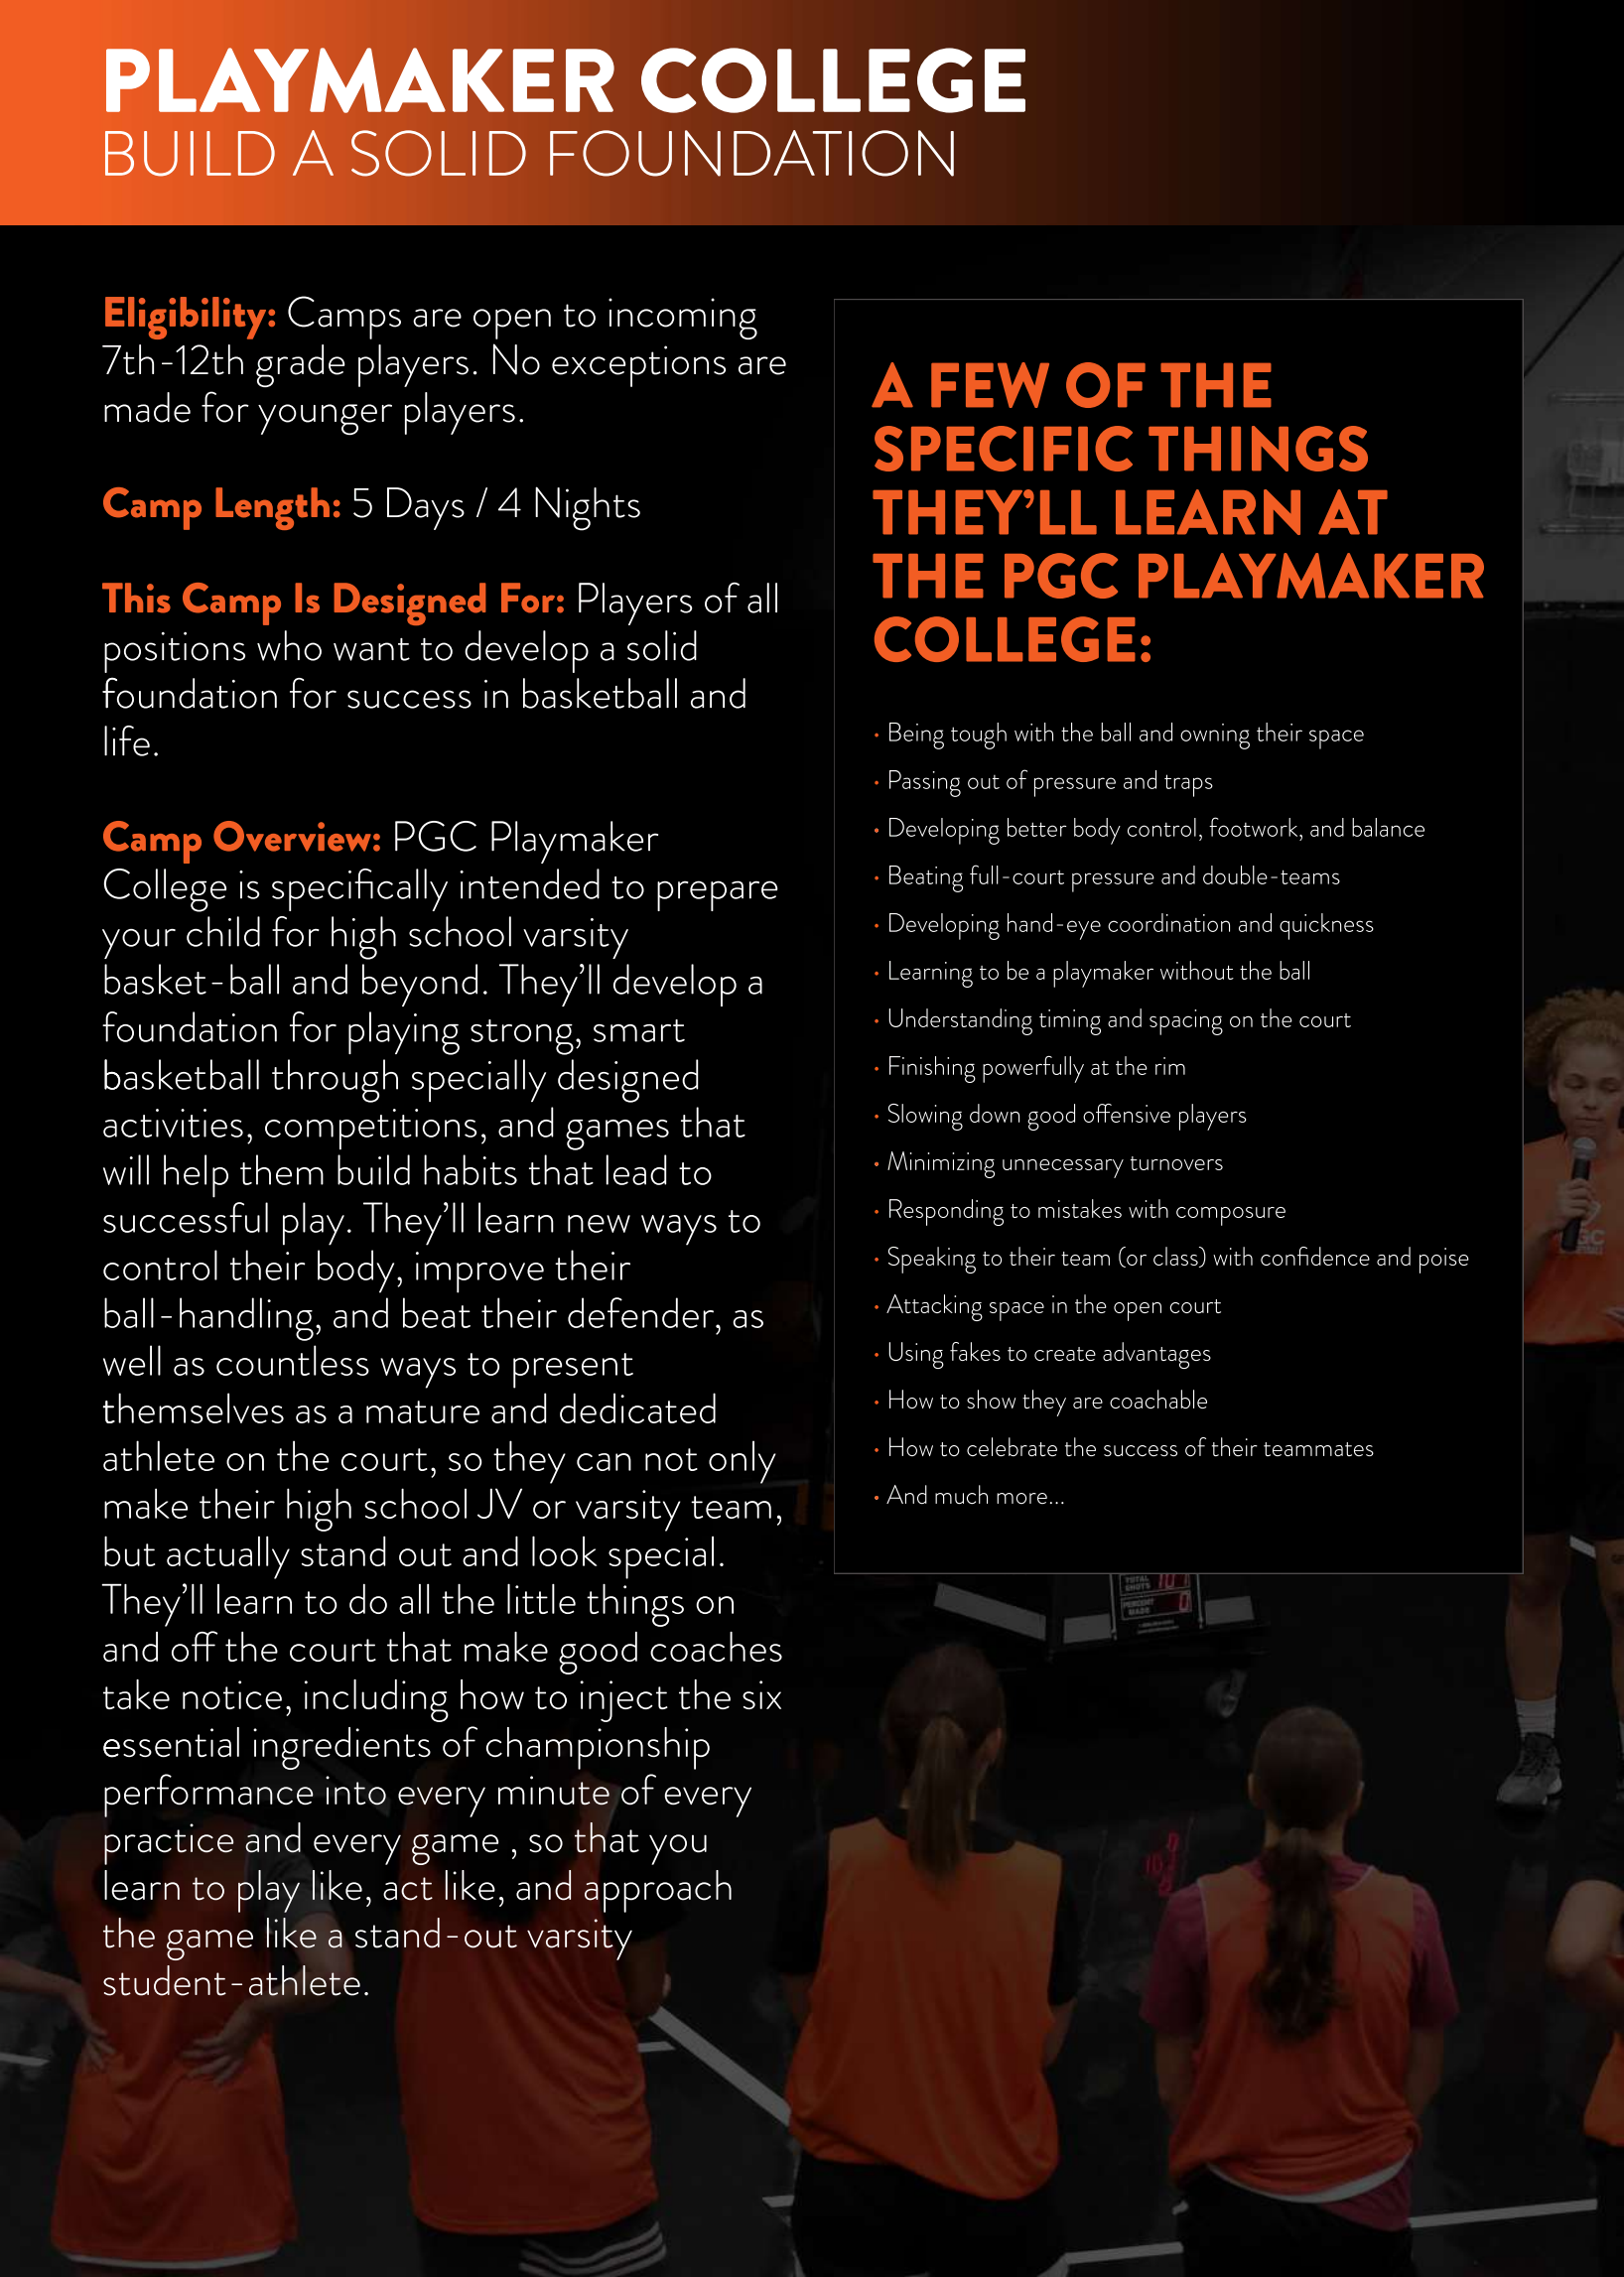 PLAYMAKER COLLEGE
BUILD A SOLID FOUNDATION
Eligibility: Camps are open to incoming
7th-12th grade players. No exceptions are
made for younger players.
Camp Length: 5 Days / 4 Nights
This Camp Is Designed For: Players of all
positions who want to develop a solid
foundation for success in basketball and
life.
Camp Overview: PGC Playmaker
College is specifically intended to prepare
your child for high school varsity
basket-ball and beyond. They’ll develop a
foundation for playing strong, smart
basketball through specially designed
activities, competitions, and games that
will help them build habits that lead to
successful play. They’ll learn new ways to
control their body, improve their
ball-handling, and beat their defender, as
well as countless ways to present
themselves as a mature and dedicated
athlete on the court, so they can not only
make their high school JV or varsity team,
but actually stand out and look special.
They’ll learn to do all the little things on
and off the court that make good coaches
take notice, including how to inject the six
essential ingredients of championship
performance into every minute of every
practice and every game , so that you
learn to play like, act like, and approach
the game like a stand-out varsity
student-athlete.
A FEW OF THE
SPECIFIC THINGS
THEY’LL LEARN AT
THE PGC PLAYMAKER
COLLEGE:
• Being tough with the ball and owning their space
• Passing out of pressure and traps
• Developing better body control, footwork, and balance
• Beating full-court pressure and double-teams
• Developing hand-eye coordination and quickness
• Learning to be a playmaker without the ball
• Understanding timing and spacing on the court
• Finishing powerfully at the rim
• Slowing down good offensive players
• Minimizing unnecessary turnovers
• Responding to mistakes with composure
• Speaking to their team (or class) with confidence and poise
• Attacking space in the open court
• Using fakes to create advantages
• How to show they are coachable
• How to celebrate the success of their teammates
• And much more...
TOTAL
SHOTS 107
PERCENT
MADE 0